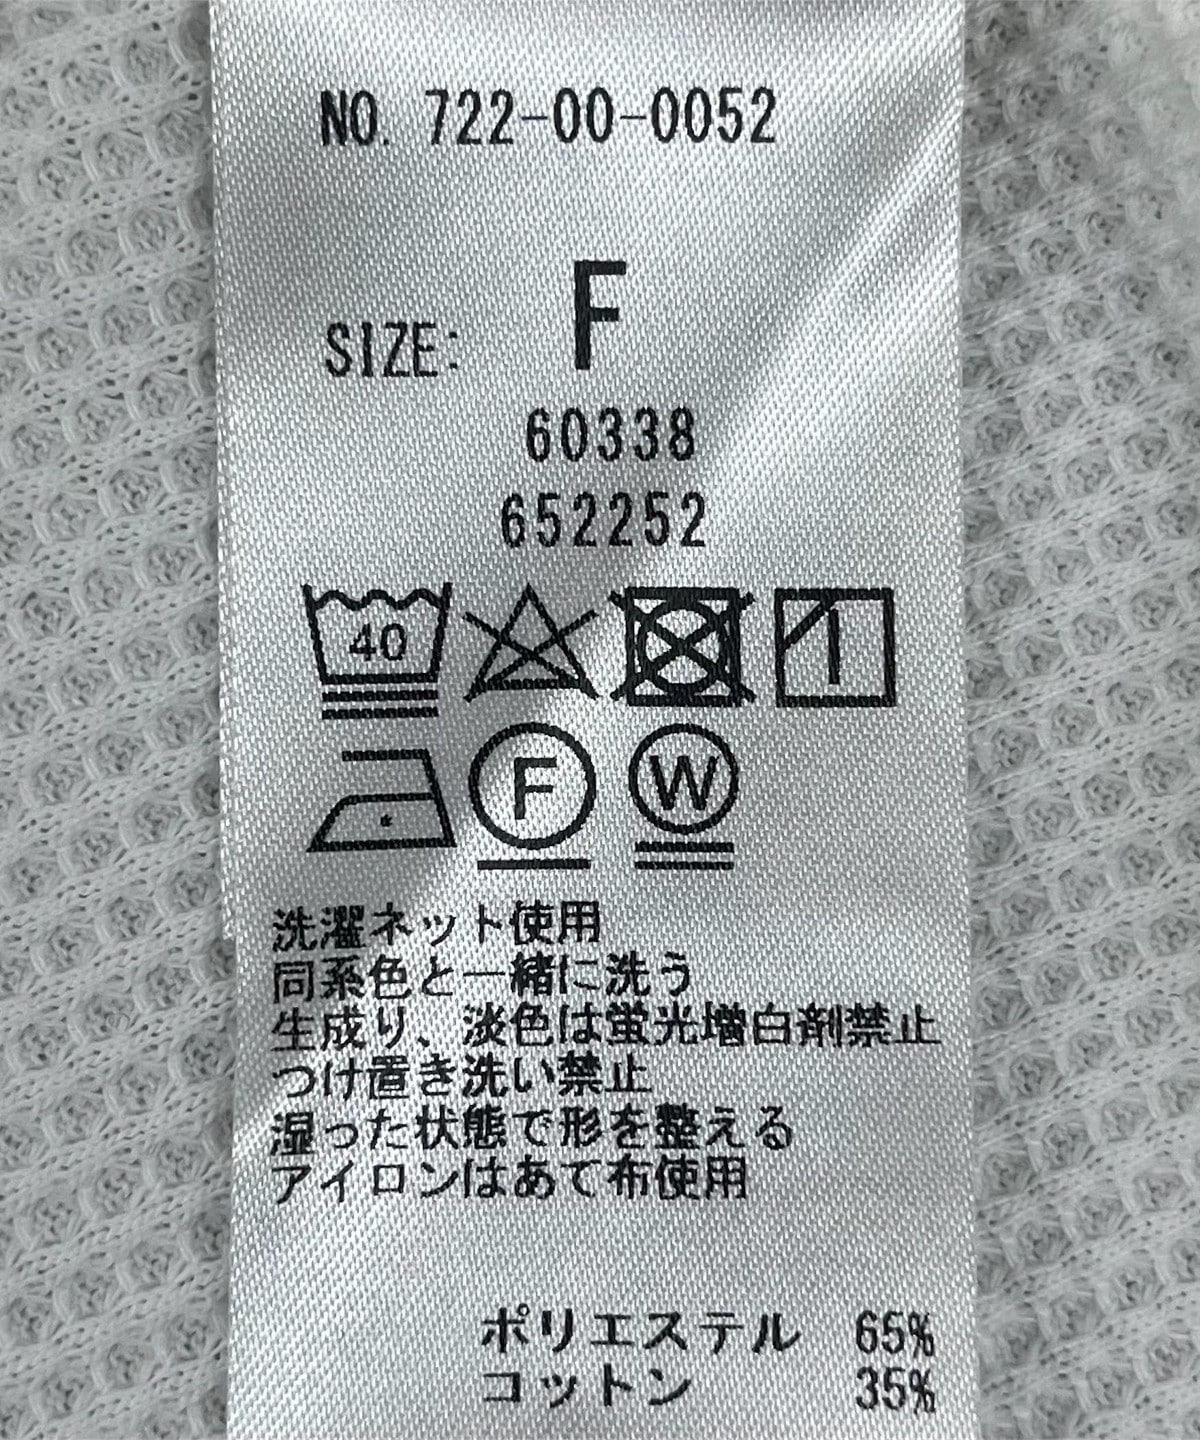 NO. 722-00-0052
SIZE: F
60338
652252
40
F W
洗濯ネット使用
同系色と一緒に洗う
生成り、淡色は蛍光増白剤禁止
つけ置き洗い禁止
湿った状態で形を整える
アイロンはあて布使用
ポリエステル 65%
コットン 35%